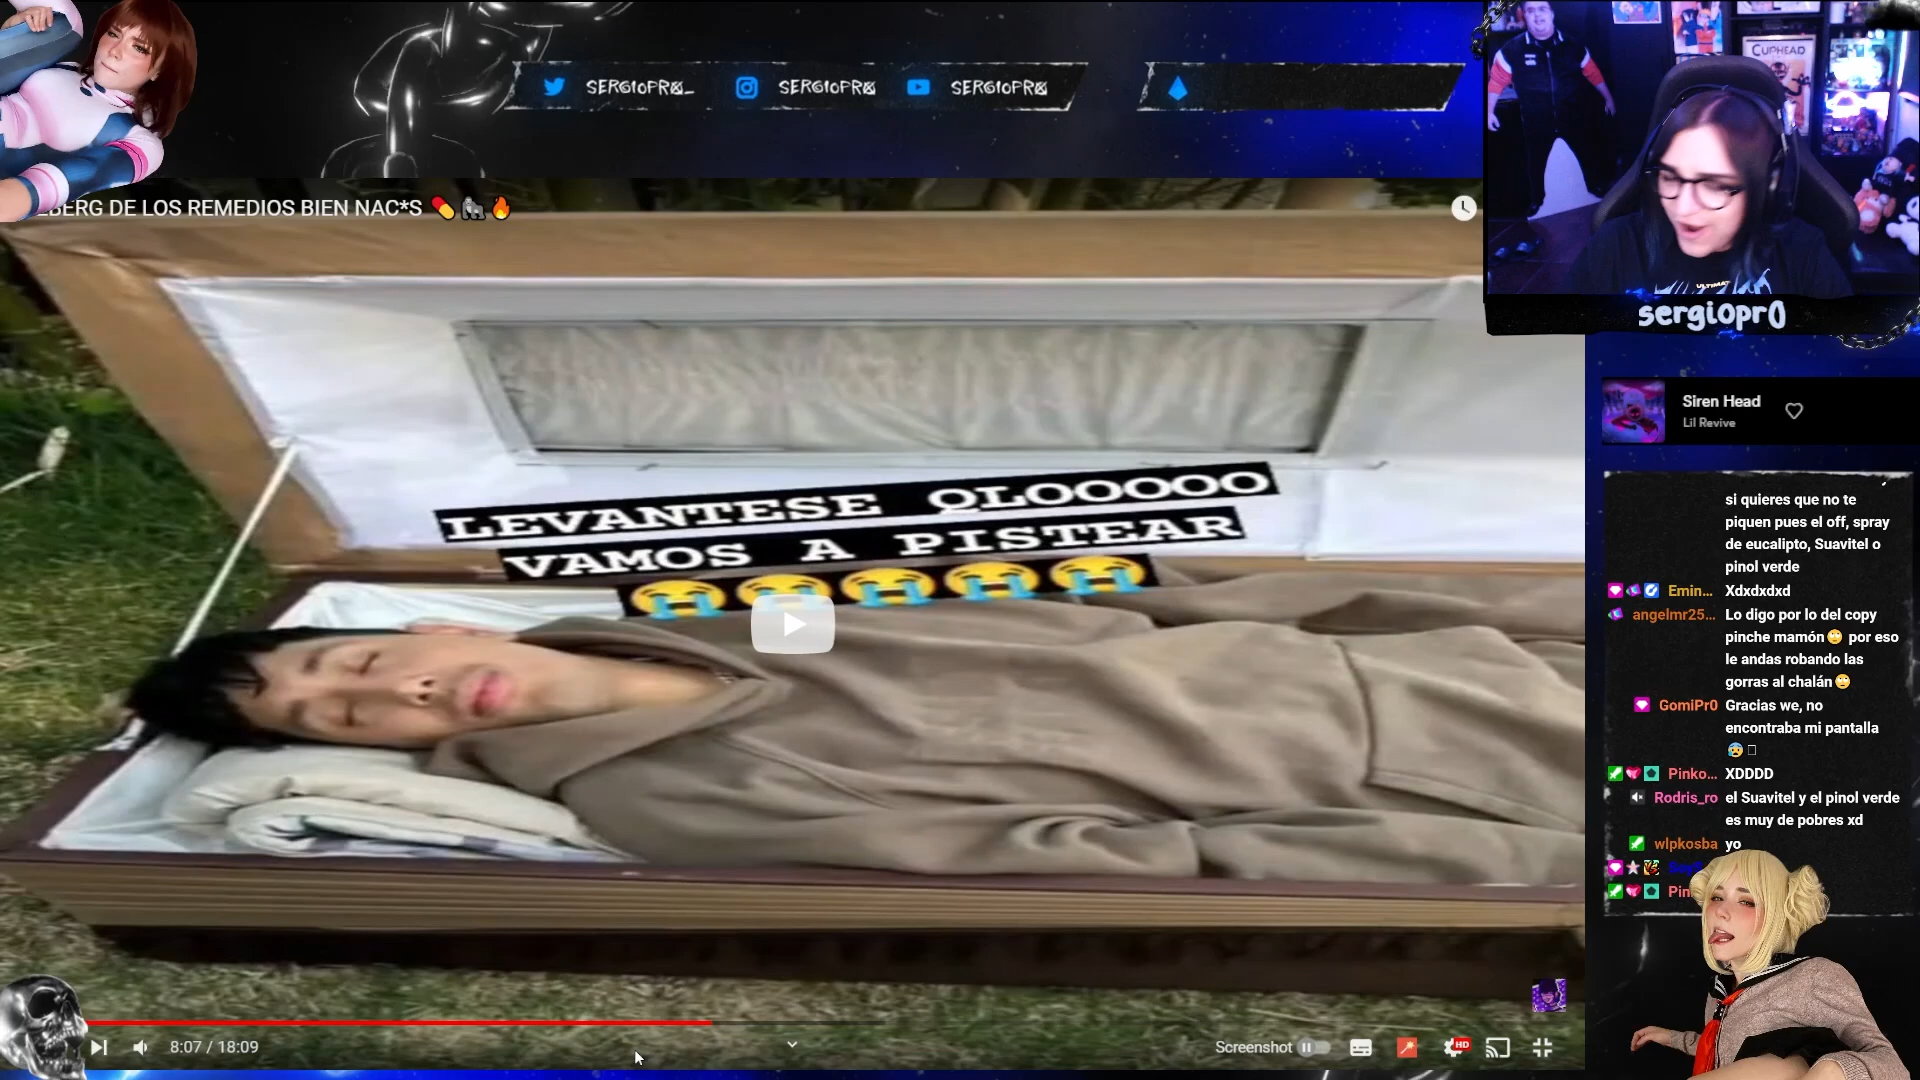 SERGIOPR0_
SERGIOPR0
SERGIOPR0
EBERG DE LOS REMEDIOS BIEN NAC*S 💊🦍🔥
CUPHEAD
sergiopr0
Siren Head
Lil Revive
LEVANTESE QLOOOOO
VAMOS A PISTEAR
😭😭😭😭😭
si quieres que no te
piquen pues el off, spray
de eucalipto, Suavitel o
pinol verde
Emin... Xdxdxdxd
angelmr25... Lo digo por lo del copy
pinche mamón🙄 por eso
le andas robando las
gorras al chalán🙄
GomiPr0 Gracias we, no
encontraba mi pantalla
😰
Pinko... XDDDD
Rodris_ro el Suavitel y el pinol verde
es muy de pobres xd
wlpkosba yo
Pin
8:07 / 18:09
Screenshot
HD